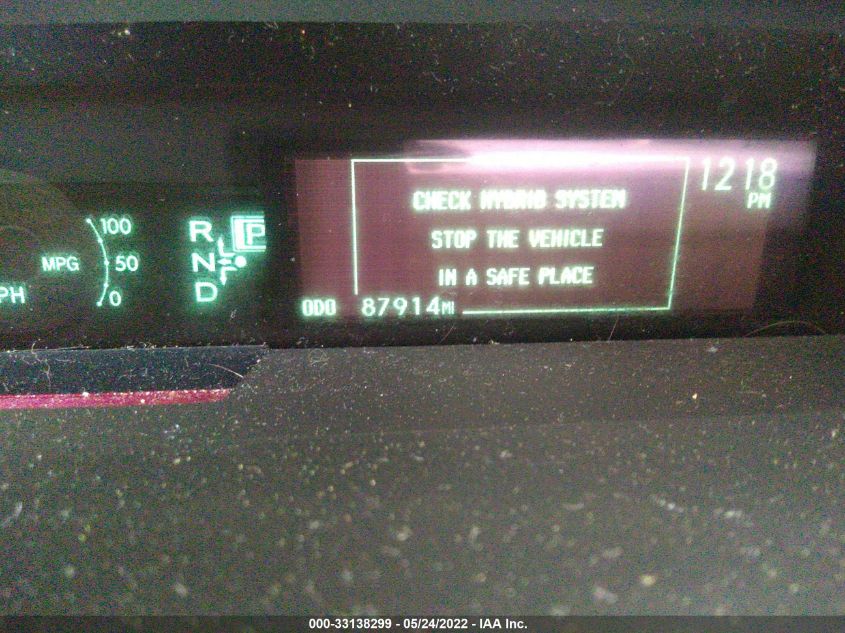 1218
PM
CHECK HYBRID SYSTEM
STOP THE VEHICLE
IN A SAFE PLACE
ODO 87914 MI
100
MPG 50
0
PH
R P
N
D
000-33138299 - 05/24/2022 - IAA Inc.